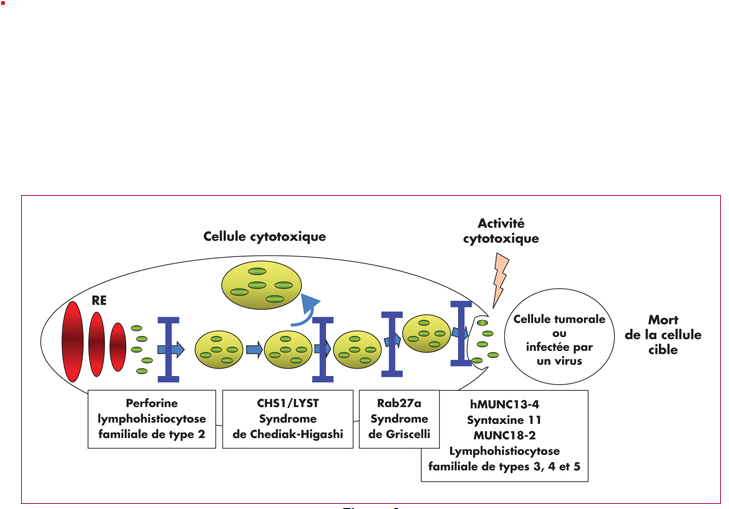 Activité
cytotoxique
Cellule cytotoxique
RE
Cellule tumorale
ou
infectée par
un virus
Mort
de la cellule
cible
Perforine
lymphohistiocytose
familiale de type 2
CHS1/LYST
Syndrome
de Chediak-Higashi
Rab27a
Syndrome
de Griscelli
hMUNC13-4
Syntaxine 11
MUNC18-2
Lymphohistiocytose
familiale de types 3, 4 et 5